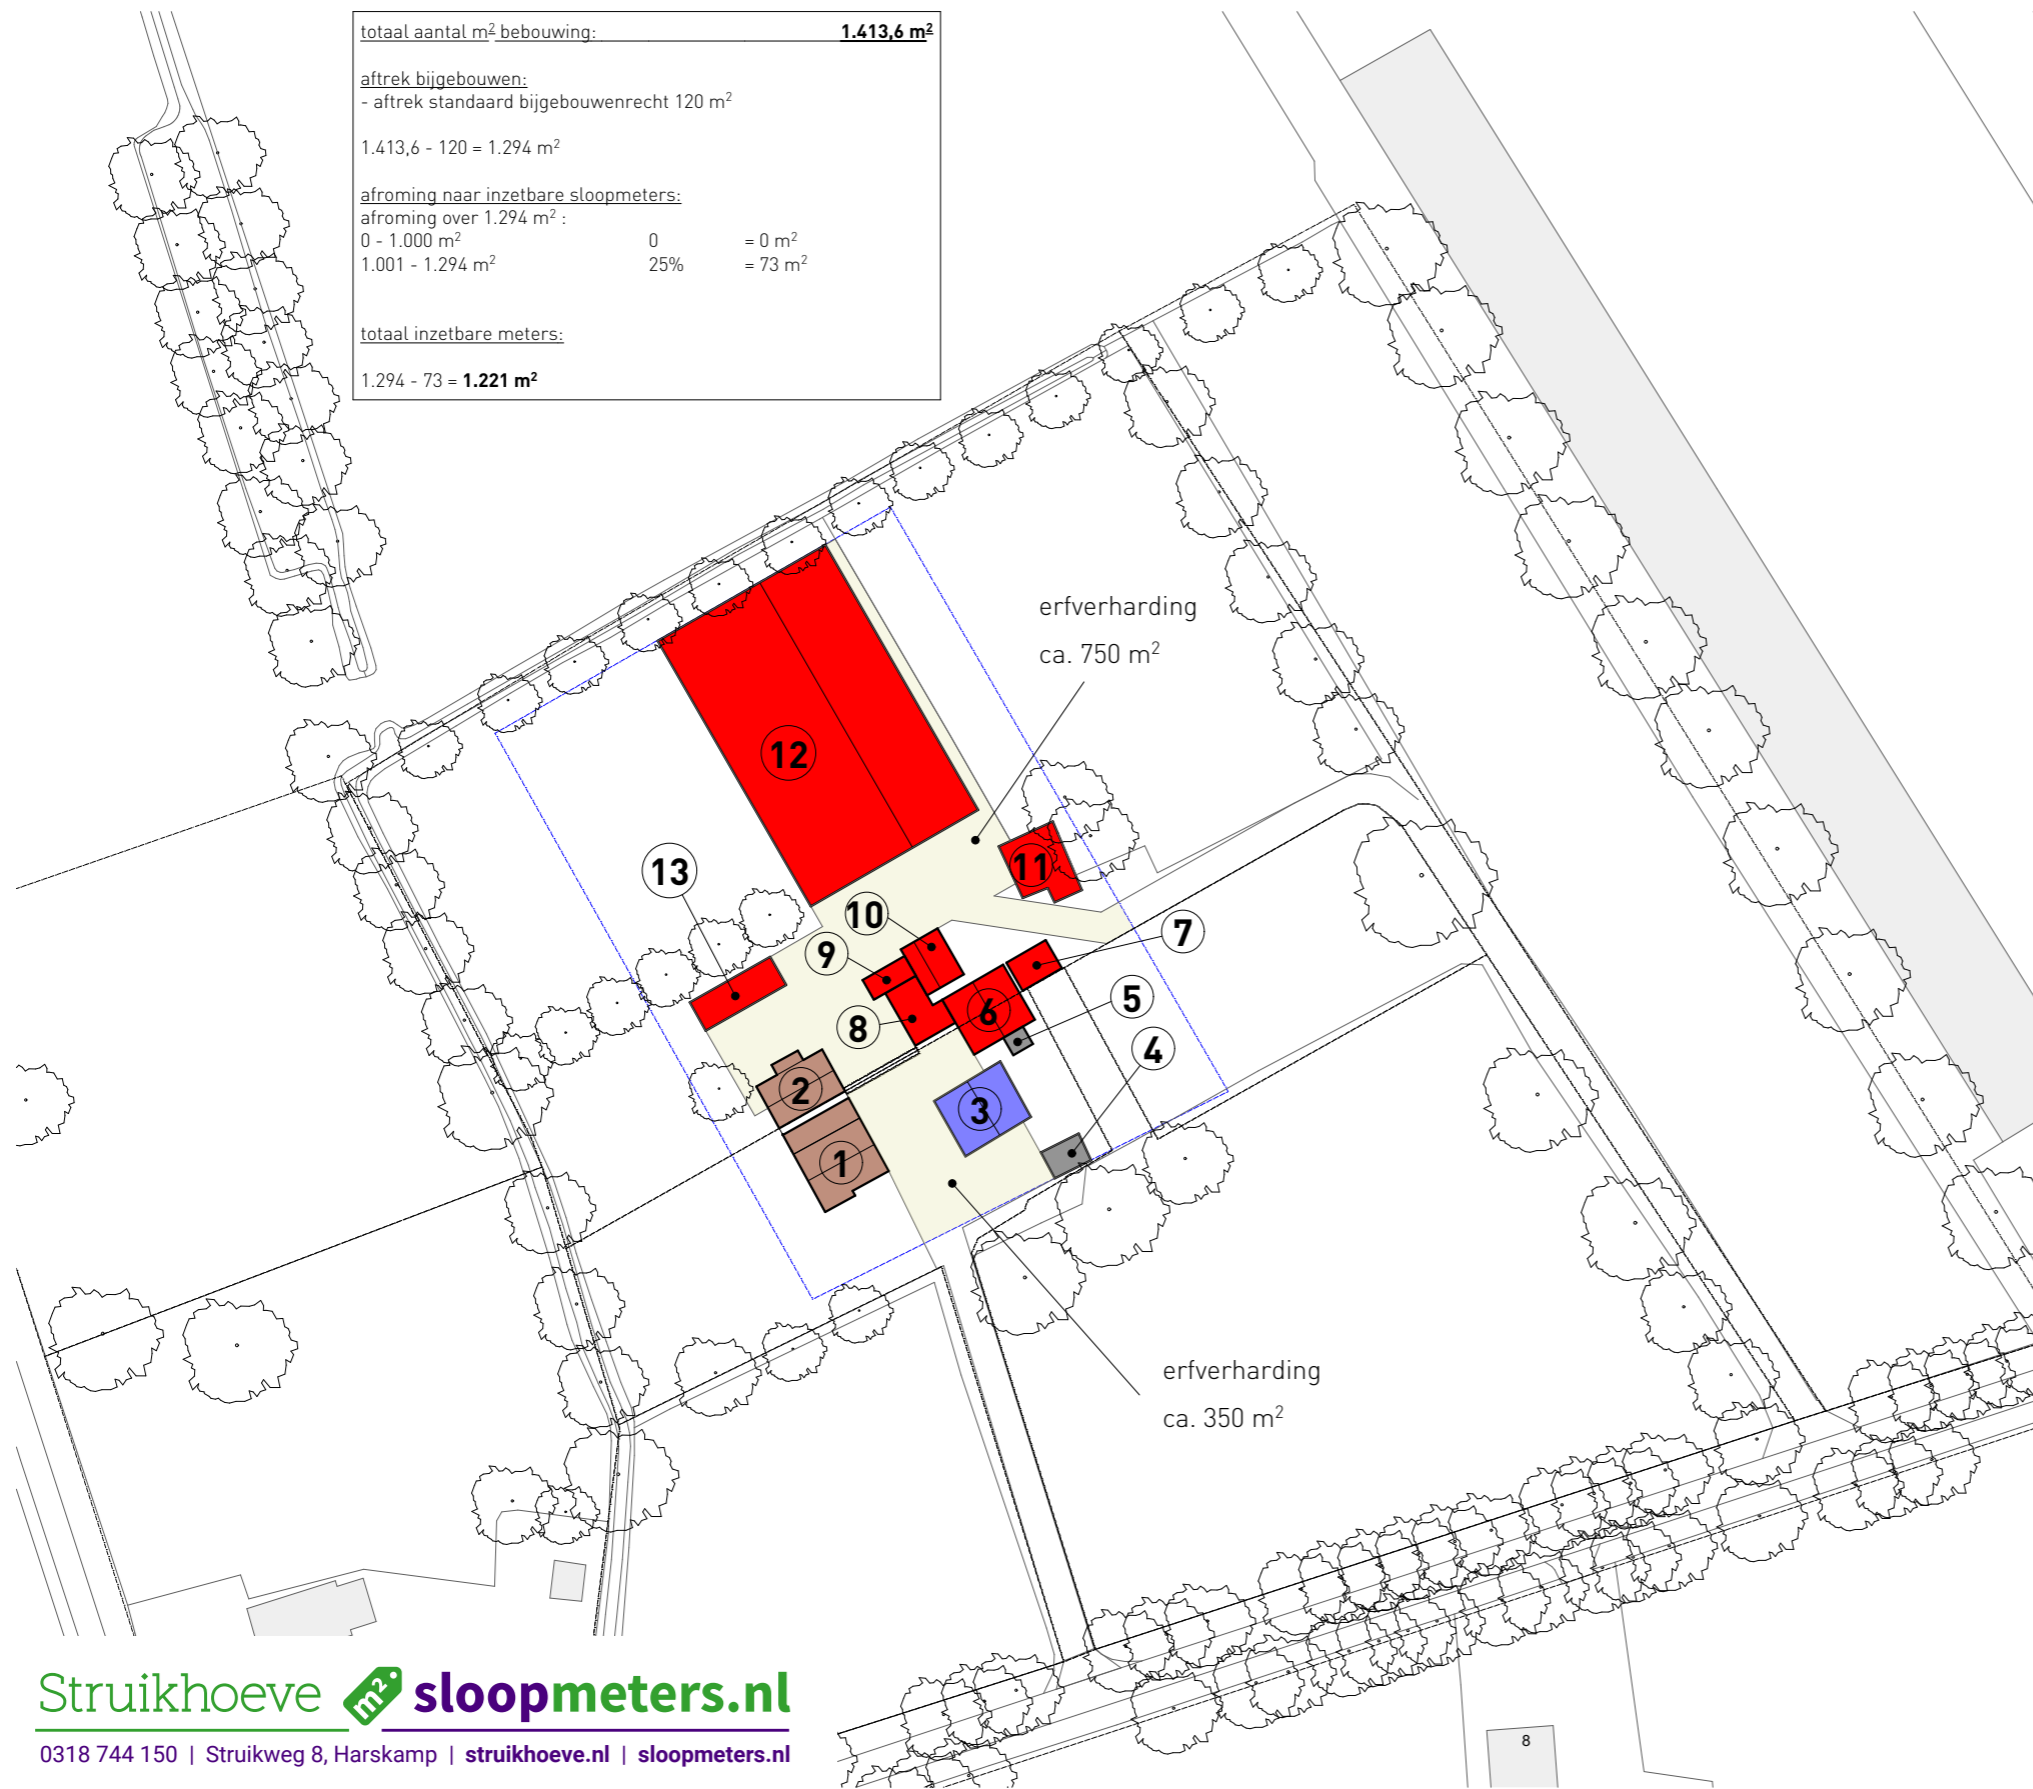 totaal aantal m² bebouwing: 1.413,6 m²
aftrek bijgebouwen:
- aftrek standaard bijgebouwenrecht 120 m²
1.413,6 - 120 = 1.294 m²
afroming naar inzetbare sloopmeters:
afroming over 1.294 m² :
0 - 1.000 m² 0 = 0 m²
1.001 - 1.294 m² 25% = 73 m²
totaal inzetbare meters:
1.294 - 73 = 1.221 m²
erfverharding
ca. 750 m²
12
13
11
10
9
7
8
6
5
4
2
3
1
erfverharding
ca. 350 m²
8
Struikhoeve m² sloopmeters.nl
0318 744 150 | Struikweg 8, Harskamp | struikhoeve.nl | sloopmeters.nl